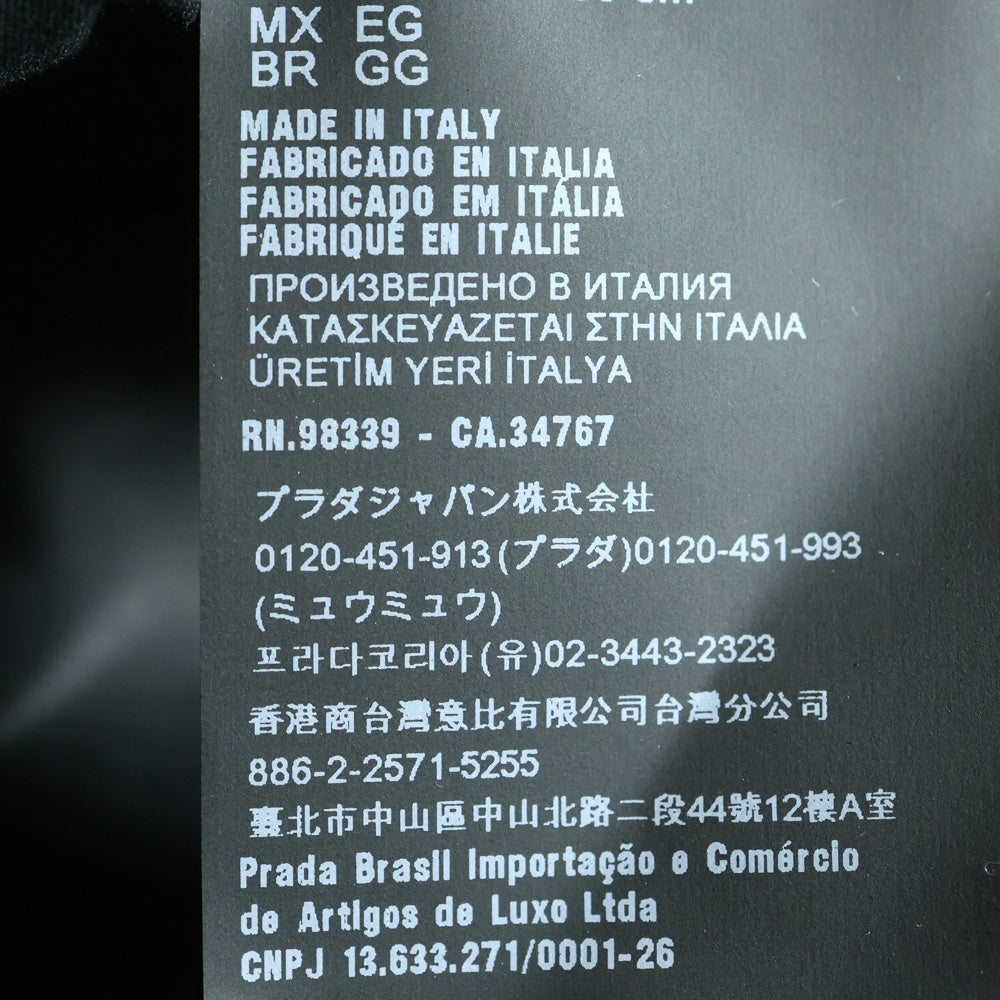 MX EG
BR GG
MADE IN ITALY
FABRICADO EN ITALIA
FABRICADO EM ITÁLIA
FABRIQUÉ EN ITALIE
ПРОИЗВЕДЕНО В ИТАЛИЯ
ΚΑΤΑΣΚΕΥΑΖΕΤΑΙ ΣΤΗΝ ΙΤΑΛΙΑ
ÜRETİM YERİ İTALYA
RN.98339 - CA.34767
プラダジャパン株式会社
0120-451-913(プラダ)0120-451-993
(ミュウミュウ)
프라다코리아(유)02-3443-2323
香港商台灣意比有限公司台灣分公司
886-2-2571-5255
臺北市中山區中山北路二段44號12樓A室
Prada Brasil Importação e Comércio
de Artigos de Luxo Ltda
CNPJ 13.633.271/0001-26